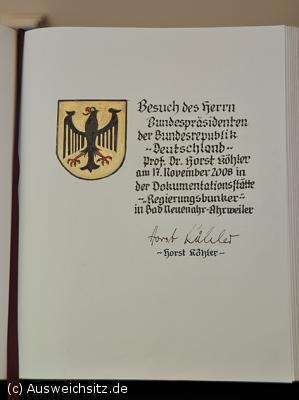 Besuch des Herrn
Bundespräsidenten
der Bundesrepublik
~Deutschland~
Prof. Dr. Horst Köhler
am 17. November 2008 in
der Dokumentationsstätte
~Regierungsbunker~
in Bad Neuenahr-Ahrweiler
Horst Köhler
~Horst Köhler~
(c) Ausweichsitz.de